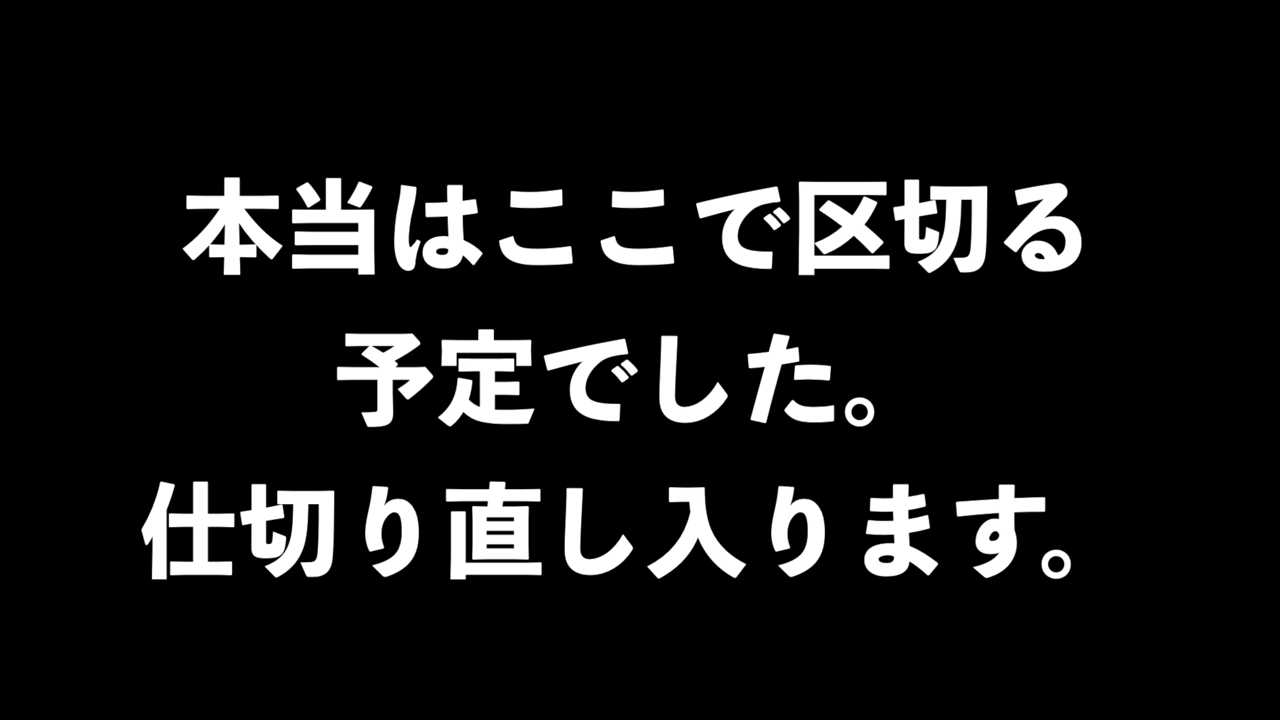 本当はここで区切る
予定でした。
仕切り直し入ります。